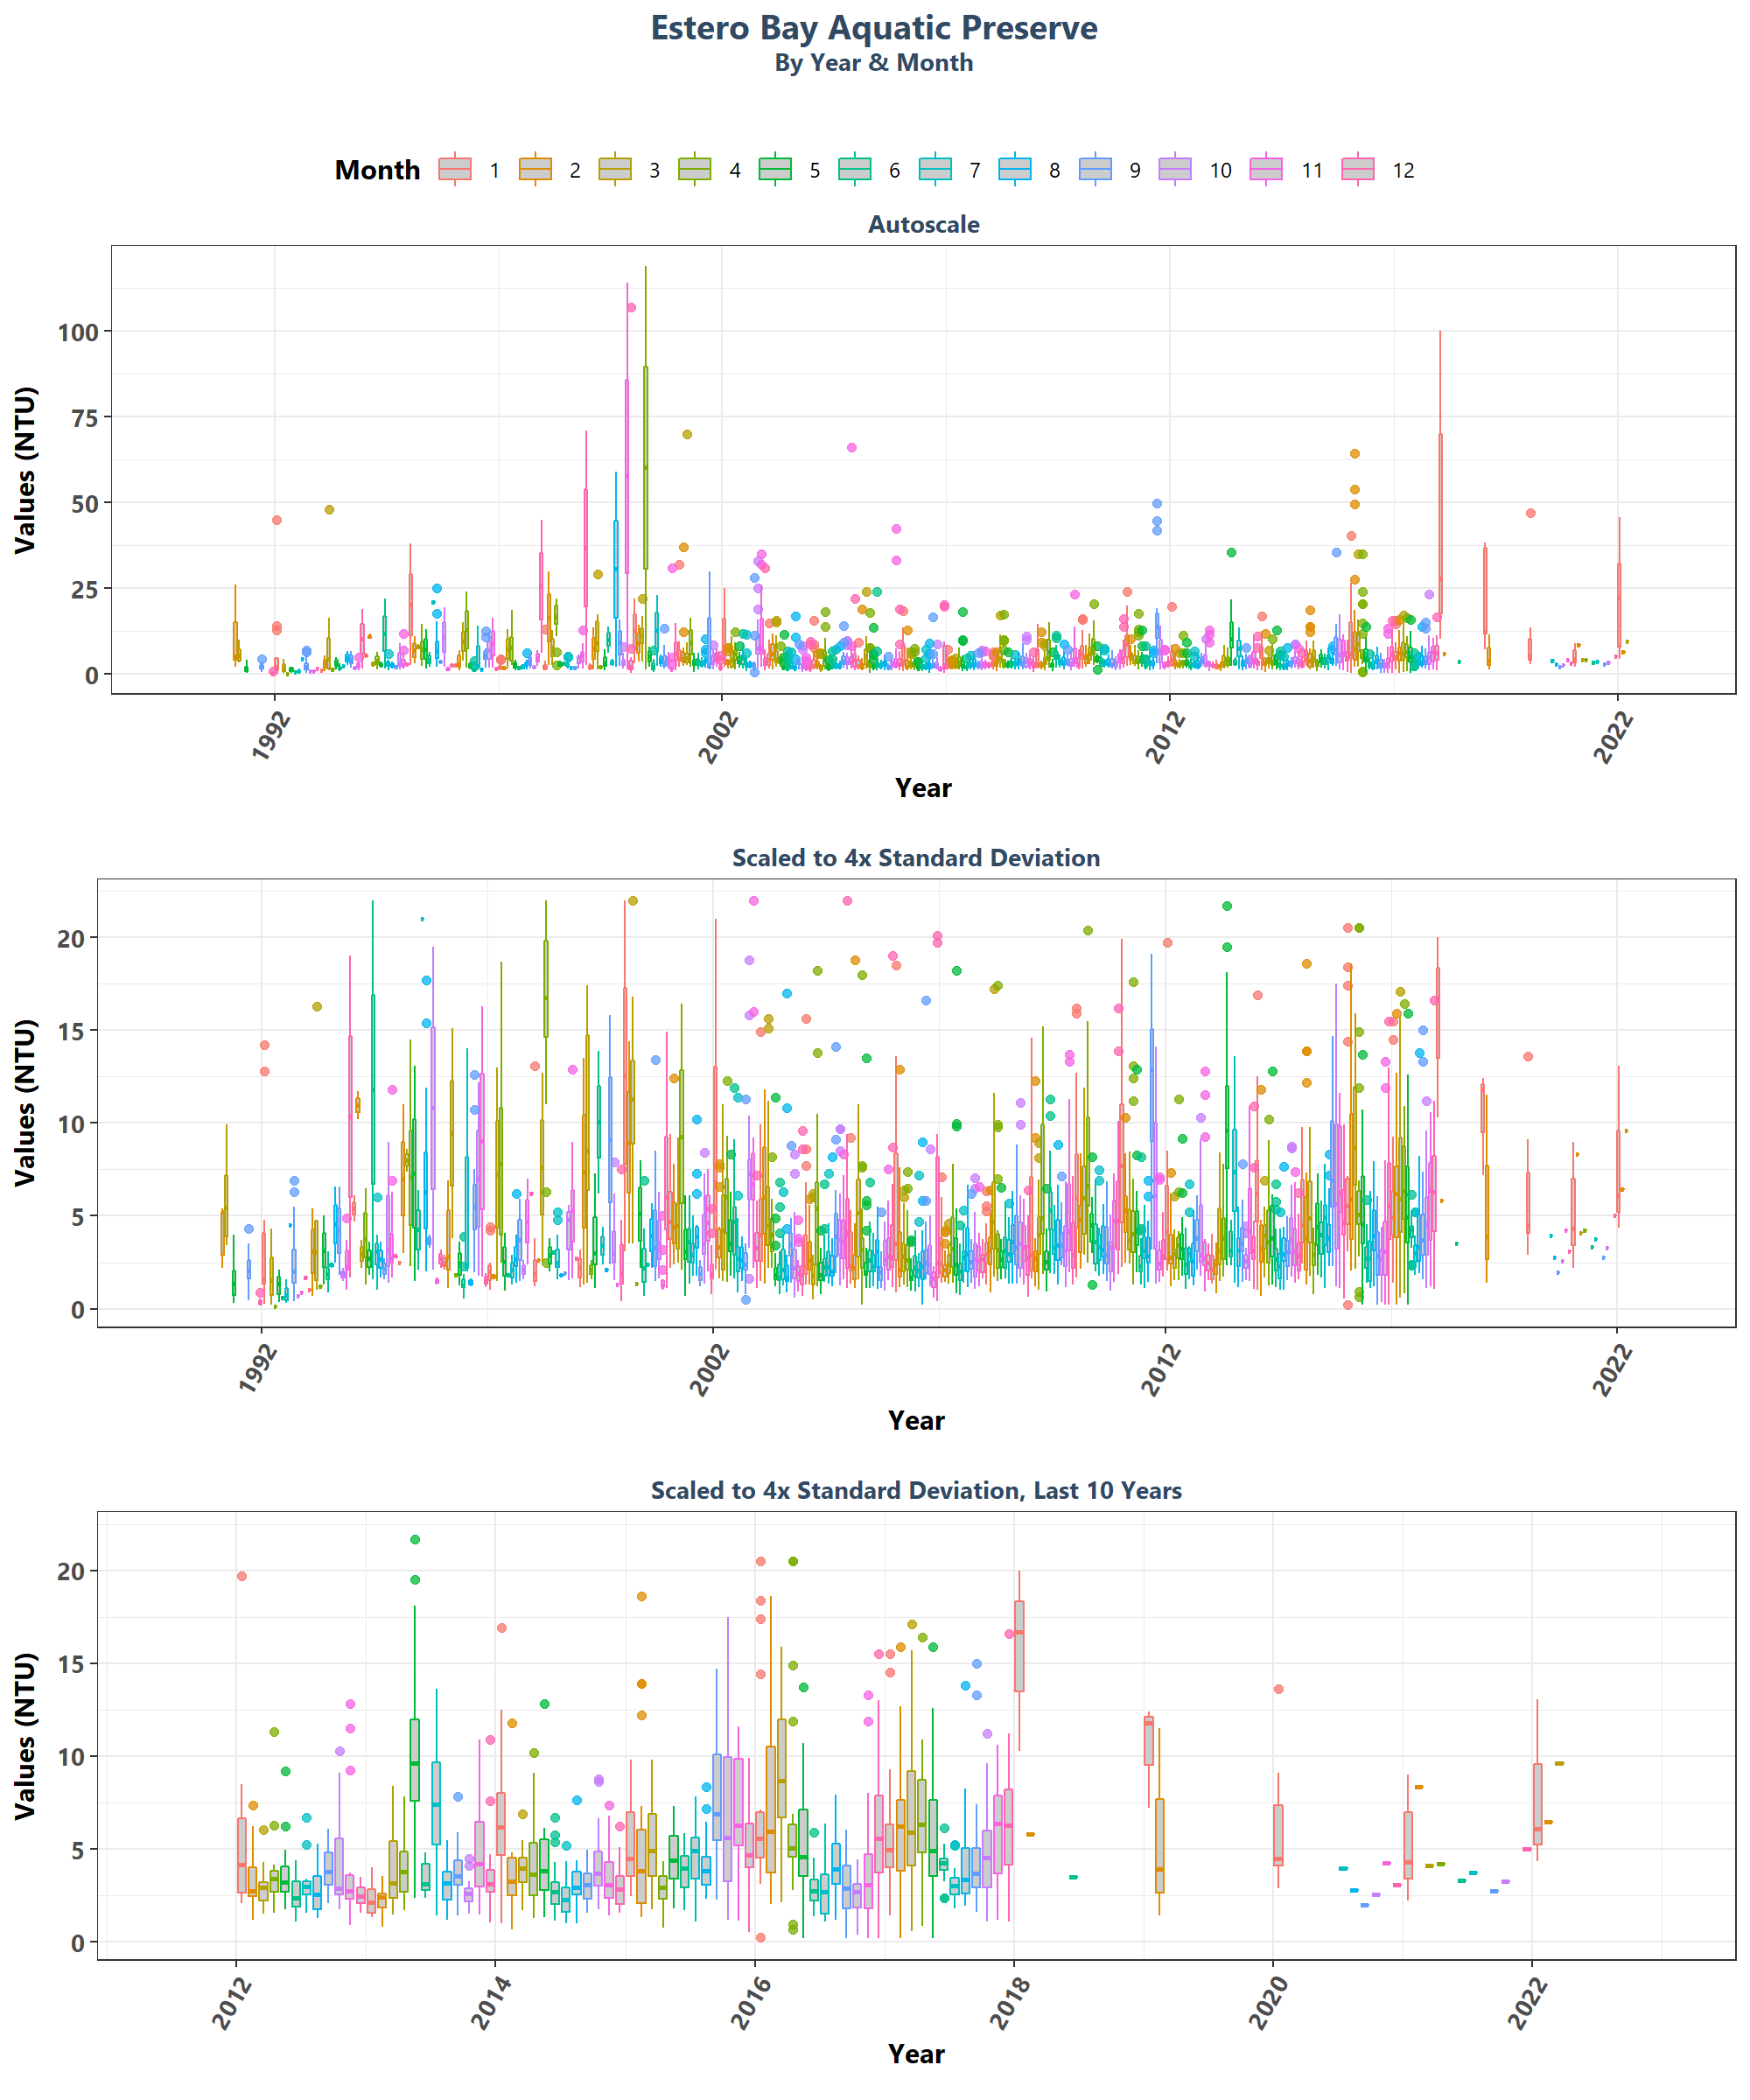 Estero Bay Aquatic Preserve
By Year & Month
Month 1 2 3 4 5 6 7 8 9 10 11 12
Autoscale
Values (NTU)
100
75
50
25
0
1992 2002 2012 2022
Year
Scaled to 4x Standard Deviation
Values (NTU)
20
15
10
5
0
1992 2002 2012 2022
Year
Scaled to 4x Standard Deviation, Last 10 Years
Values (NTU)
20
15
10
5
0
2012 2014 2016 2018 2020 2022
Year